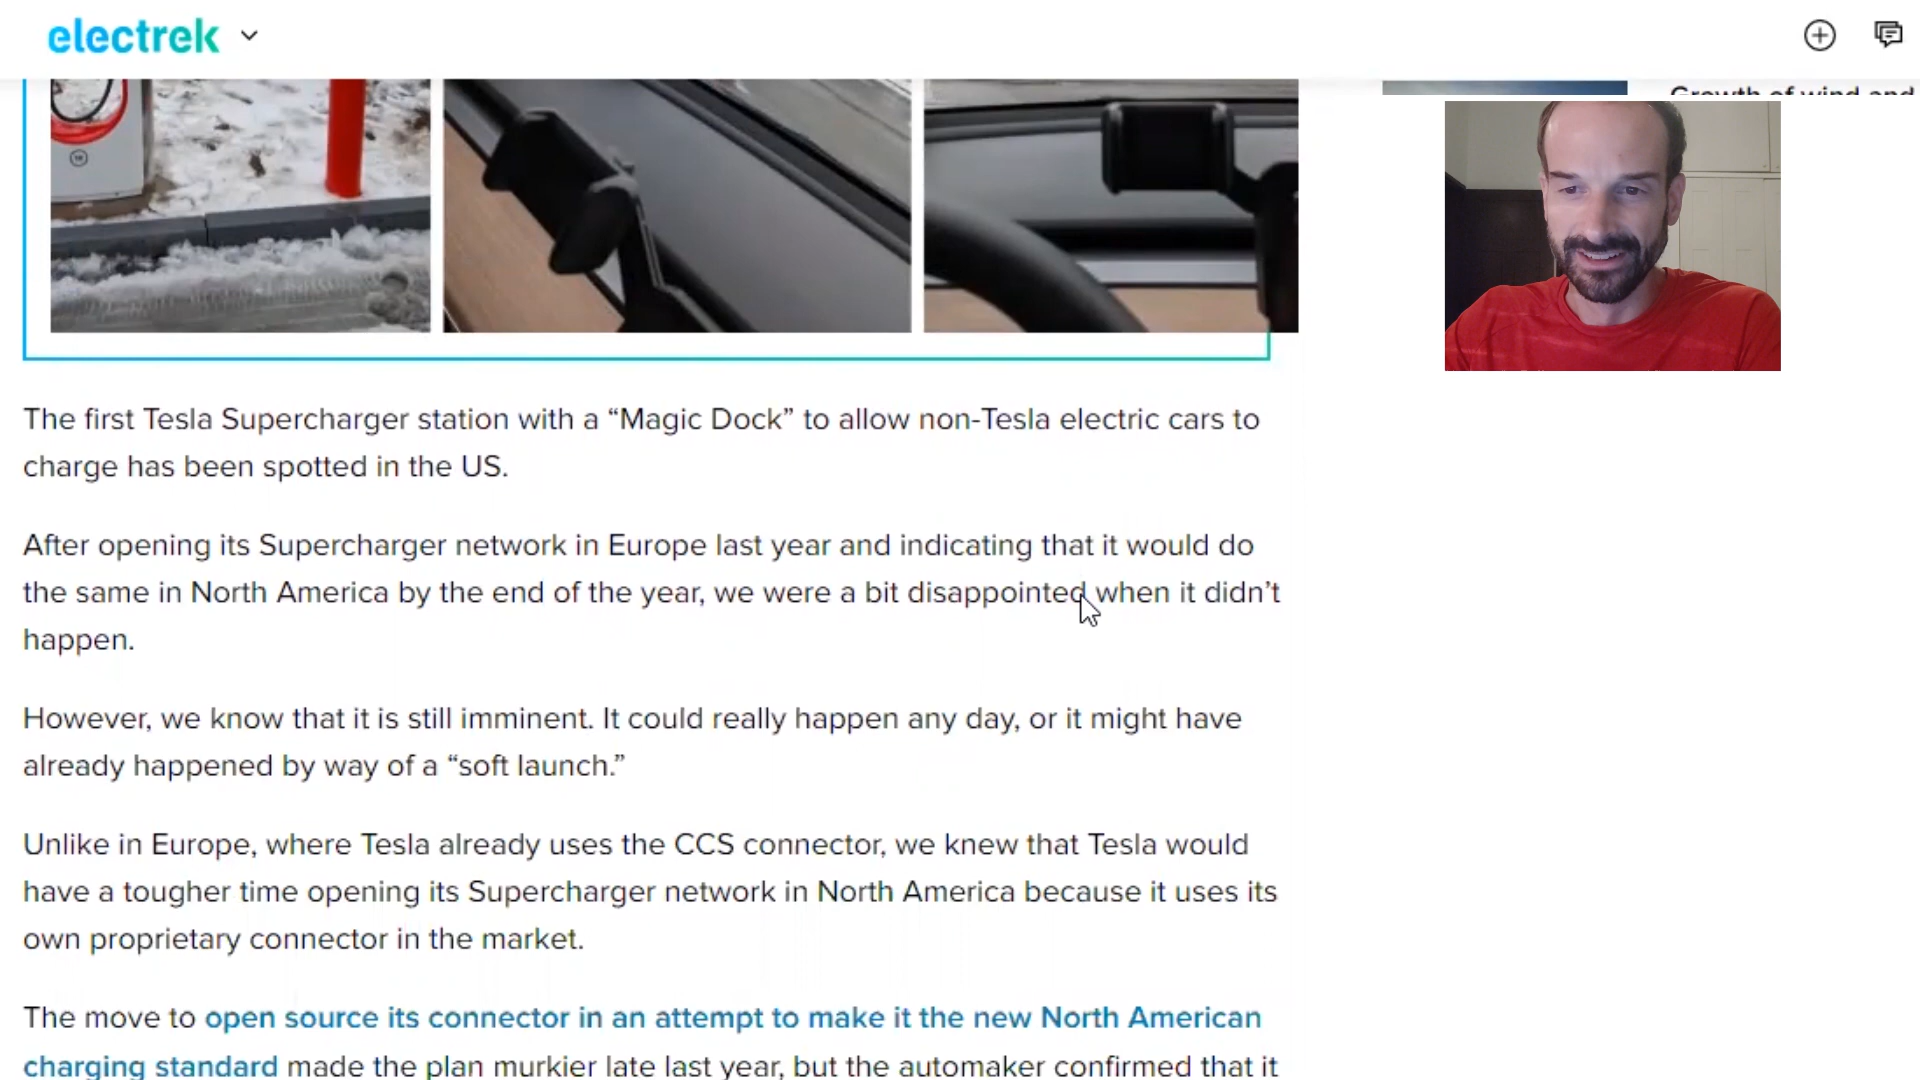 electrek
Growth of wind and
The first Tesla Supercharger station with a “Magic Dock” to allow non-Tesla electric cars to
charge has been spotted in the US.
After opening its Supercharger network in Europe last year and indicating that it would do
the same in North America by the end of the year, we were a bit disappointed when it didn’t
happen.
However, we know that it is still imminent. It could really happen any day, or it might have
already happened by way of a “soft launch.”
Unlike in Europe, where Tesla already uses the CCS connector, we knew that Tesla would
have a tougher time opening its Supercharger network in North America because it uses its
own proprietary connector in the market.
The move to open source its connector in an attempt to make it the new North American
charging standard made the plan murkier late last year, but the automaker confirmed that it